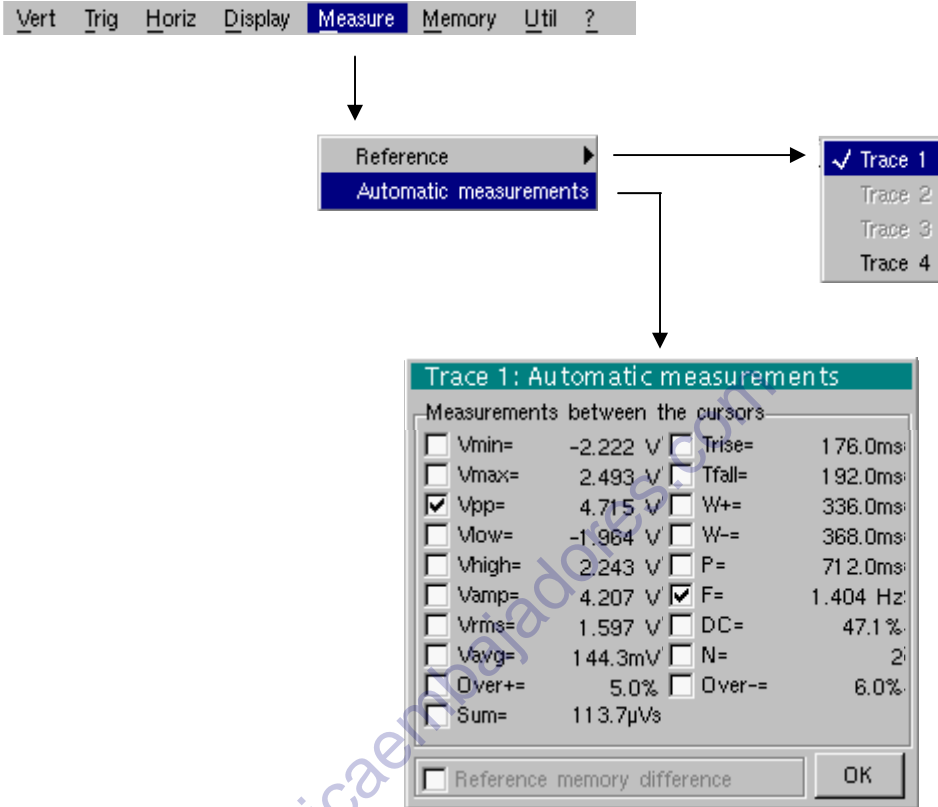 Vert Trig Horiz Display Measure Memory Util ?
Reference
Automatic measurements
Trace 1
Trace 2
Trace 3
Trace 4
Trace 1: Automatic measurements
Measurements between the cursors
Vmin= -2.222 V Trise= 176.0ms
Vmax= 2.493 V Tfall= 192.0ms
Vpp= 4.715 V W+= 336.0ms
Vlow= -1.964 V W-= 368.0ms
Vhigh= 2.243 V P= 712.0ms
Vamp= 4.207 V F= 1.404 Hz
Vrms= 1.597 V DC= 47.1%
Vavg= 144.3mV N= 2
Over+= 5.0% Over-= 6.0%
Sum= 113.7µVs
Reference memory difference OK